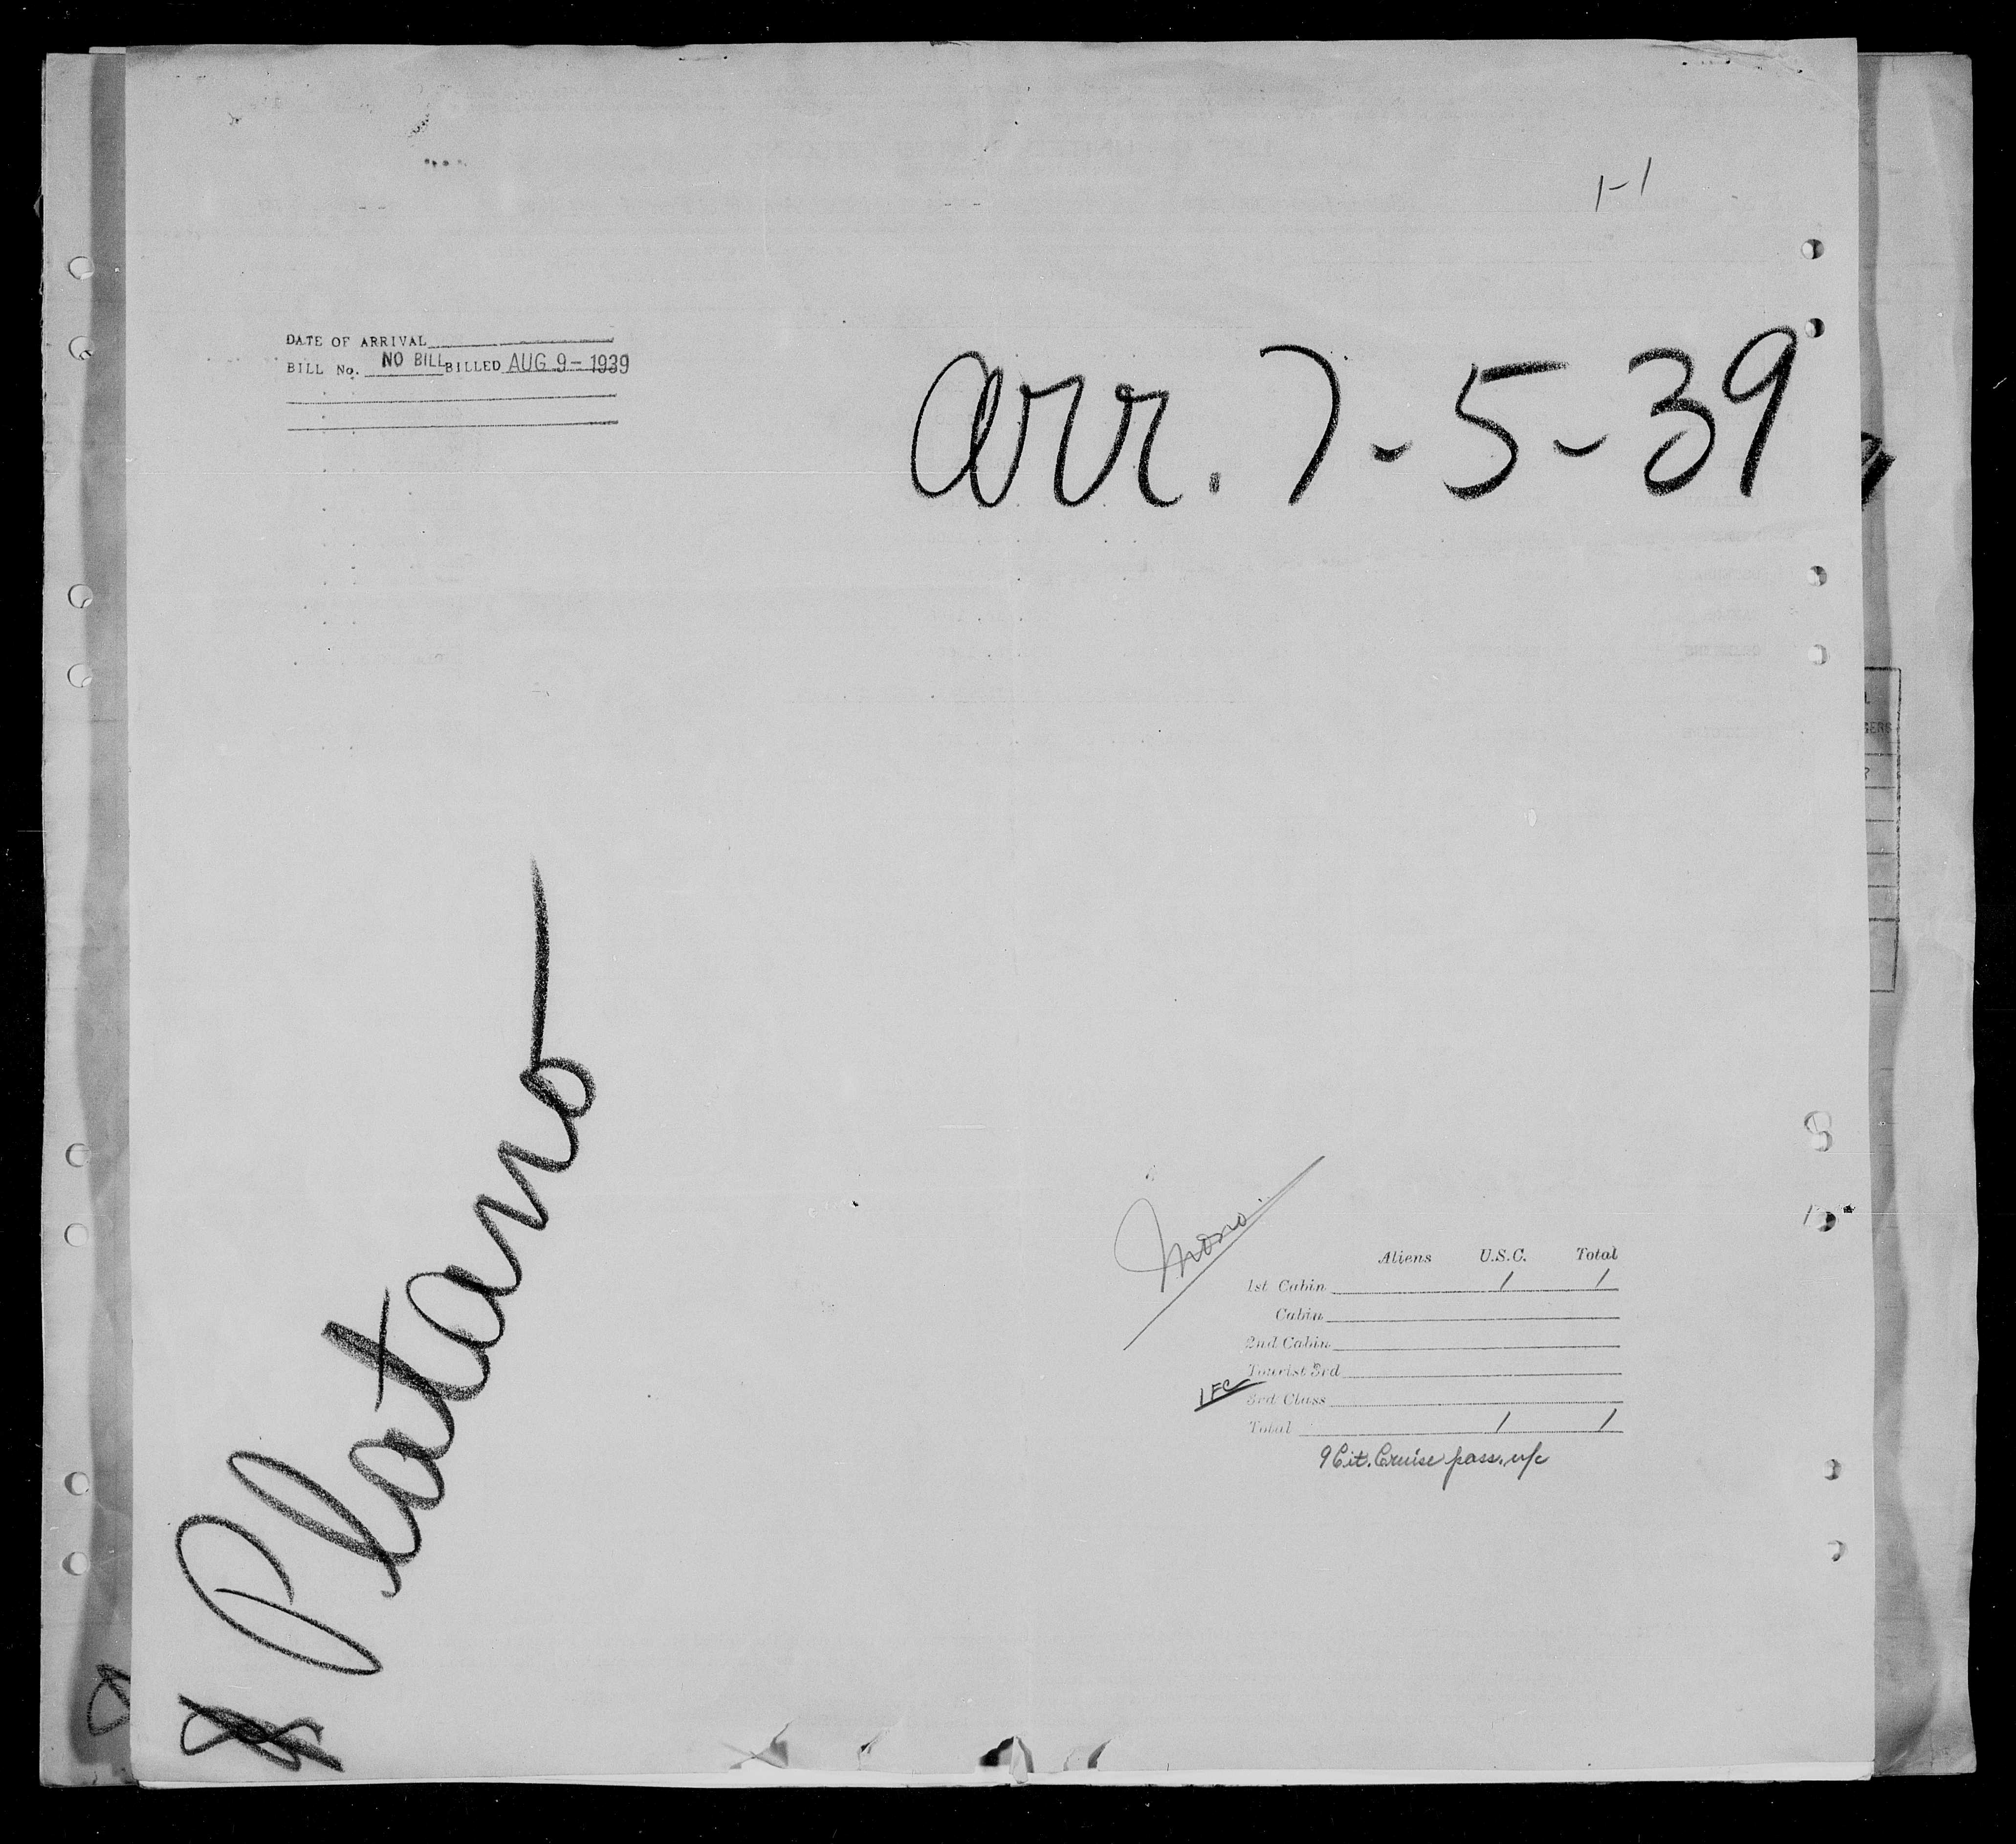 1-1
DATE OF ARRIVAL
BILL No. NO BILL BILLED AUG 9 - 1939
arr. 7-5-39
Platano
Aliens U.S.C. Total
1st Cabin 1 1
Cabin
2nd Cabin
Tourist 3rd
1 FC 3rd Class
Total 1 1
9 Cit. Cruise pass. n/c